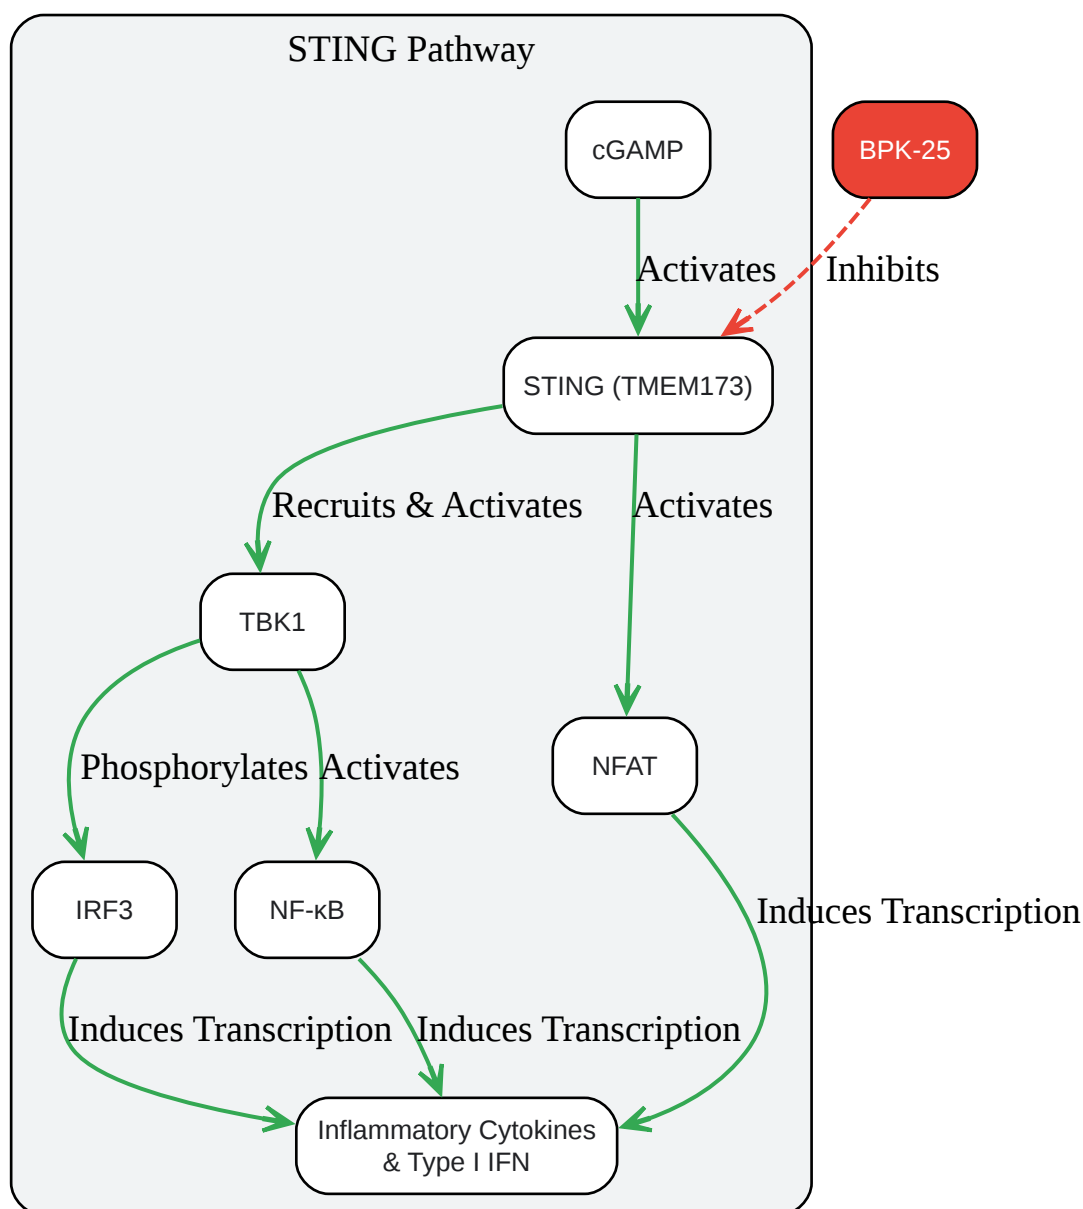 STING Pathway
cGAMP
BPK-25
Activates
Inhibits
STING (TMEM173)
Recruits & Activates
Activates
TBK1
Phosphorylates
Activates
NFAT
IRF3
NF-κB
Induces Transcription
Induces Transcription
Induces Transcription
Inflammatory Cytokines
& Type I IFN